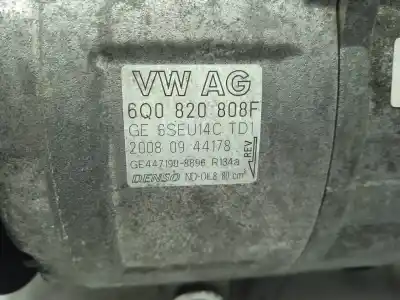 VW AG
6Q0 820 808F
GE 6SEU14C TD1
2008 09 44178
REV
GE447190-8896 R134a
DENSO ND-OIL8 110 cm³